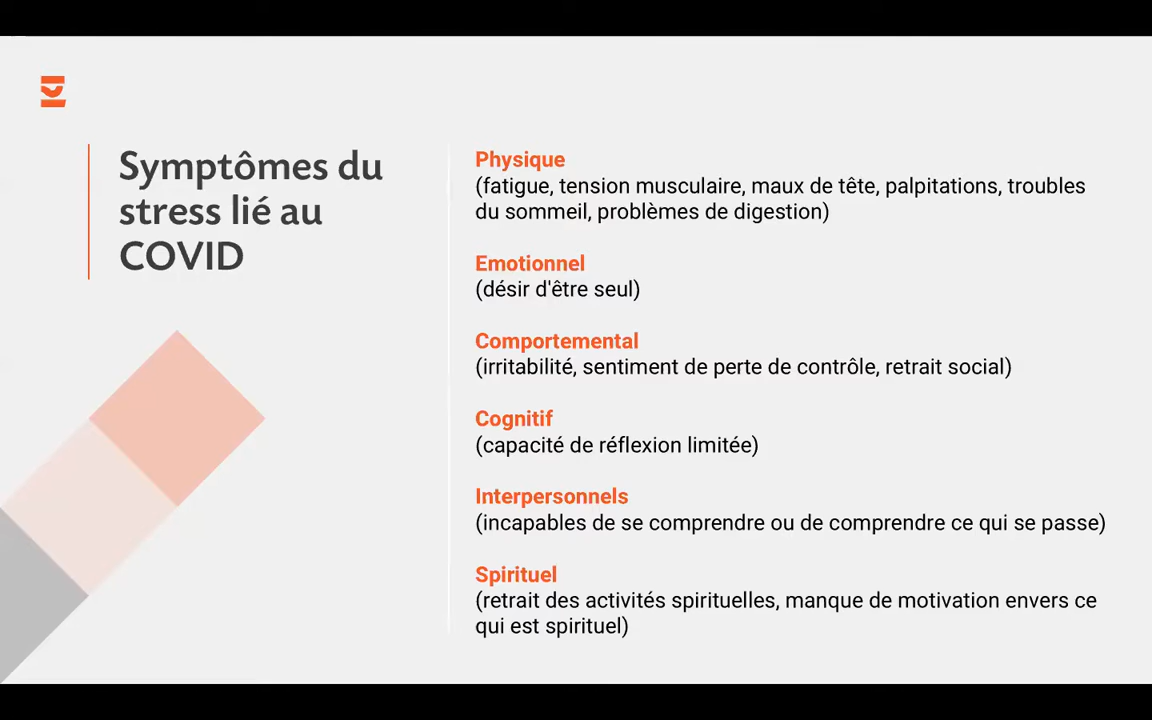 Symptômes du
stress lié au
COVID
Physique
(fatigue, tension musculaire, maux de tête, palpitations, troubles
du sommeil, problèmes de digestion)
Emotionnel
(désir d'être seul)
Comportemental
(irritabilité, sentiment de perte de contrôle, retrait social)
Cognitif
(capacité de réflexion limitée)
Interpersonnels
(incapables de se comprendre ou de comprendre ce qui se passe)
Spirituel
(retrait des activités spirituelles, manque de motivation envers ce
qui est spirituel)